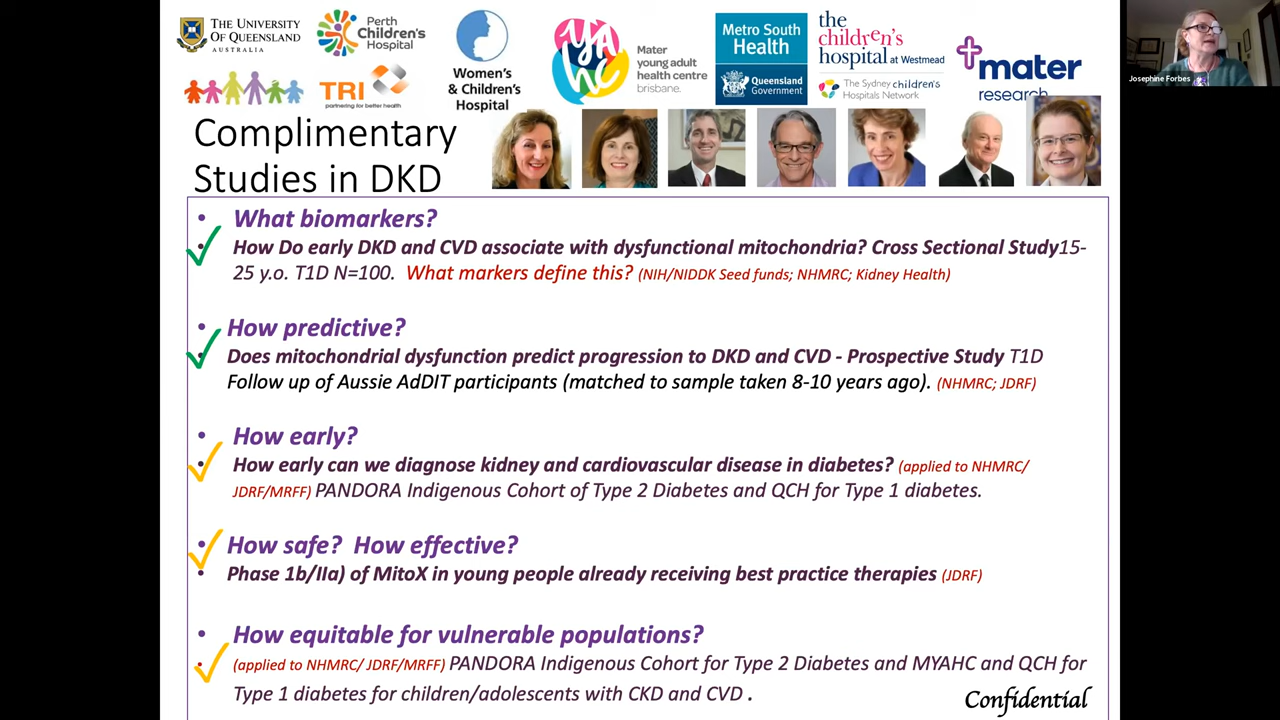 THE UNIVERSITY
OF QUEENSLAND
AUSTRALIA
Perth
Children's
Hospital
Women's
& Children's
Hospital
YA
HC
Mater
young adult
health centre
brisbane.
Metro South
Health
Queensland
Government
the
children's
hospital at Westmead
The Sydney children's
Hospitals Network
mater
research
TRI
partnering for better health
Josephine Forbes
Complimentary
Studies in DKD
• What biomarkers?
• How Do early DKD and CVD associate with dysfunctional mitochondria? Cross Sectional Study15-
25 y.o. T1D N=100. What markers define this? (NIH/NIDDK Seed funds; NHMRC; Kidney Health)
• How predictive?
• Does mitochondrial dysfunction predict progression to DKD and CVD - Prospective Study T1D
Follow up of Aussie AdDIT participants (matched to sample taken 8-10 years ago). (NHMRC; JDRF)
• How early?
• How early can we diagnose kidney and cardiovascular disease in diabetes? (applied to NHMRC/
JDRF/MRFF) PANDORA Indigenous Cohort of Type 2 Diabetes and QCH for Type 1 diabetes.
• How safe? How effective?
• Phase 1b/IIa) of MitoX in young people already receiving best practice therapies (JDRF)
• How equitable for vulnerable populations?
• (applied to NHMRC/ JDRF/MRFF) PANDORA Indigenous Cohort for Type 2 Diabetes and MYAHC and QCH for
Type 1 diabetes for children/adolescents with CKD and CVD .
Confidential